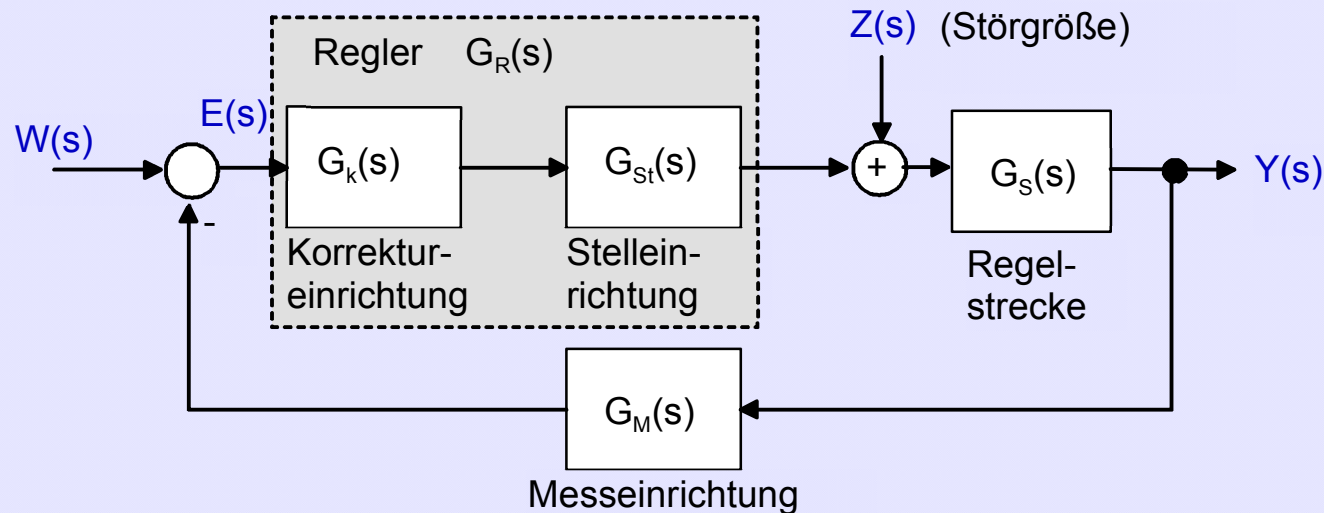 Z(s) (Störgröße)
Regler G_R(s)
W(s)
E(s)
G_k(s)
G_St(s)
+
G_S(s)
Y(s)
-
Korrektur-
einrichtung
Stellein-
richtung
Regel-
strecke
G_M(s)
Messeinrichtung